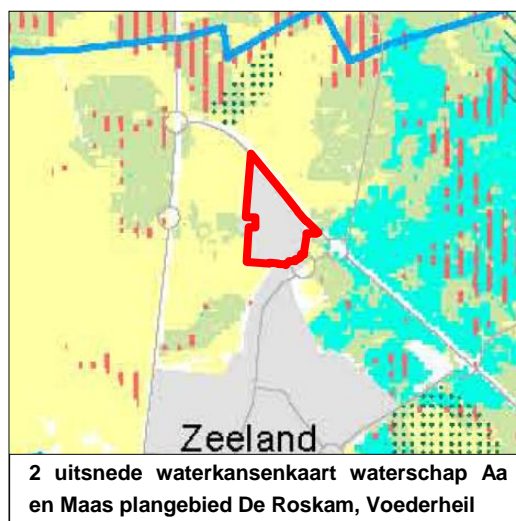 Zeeland
2 uitsnede waterkansenkaart waterschap Aa
en Maas plangebied De Roskam, Voederheil